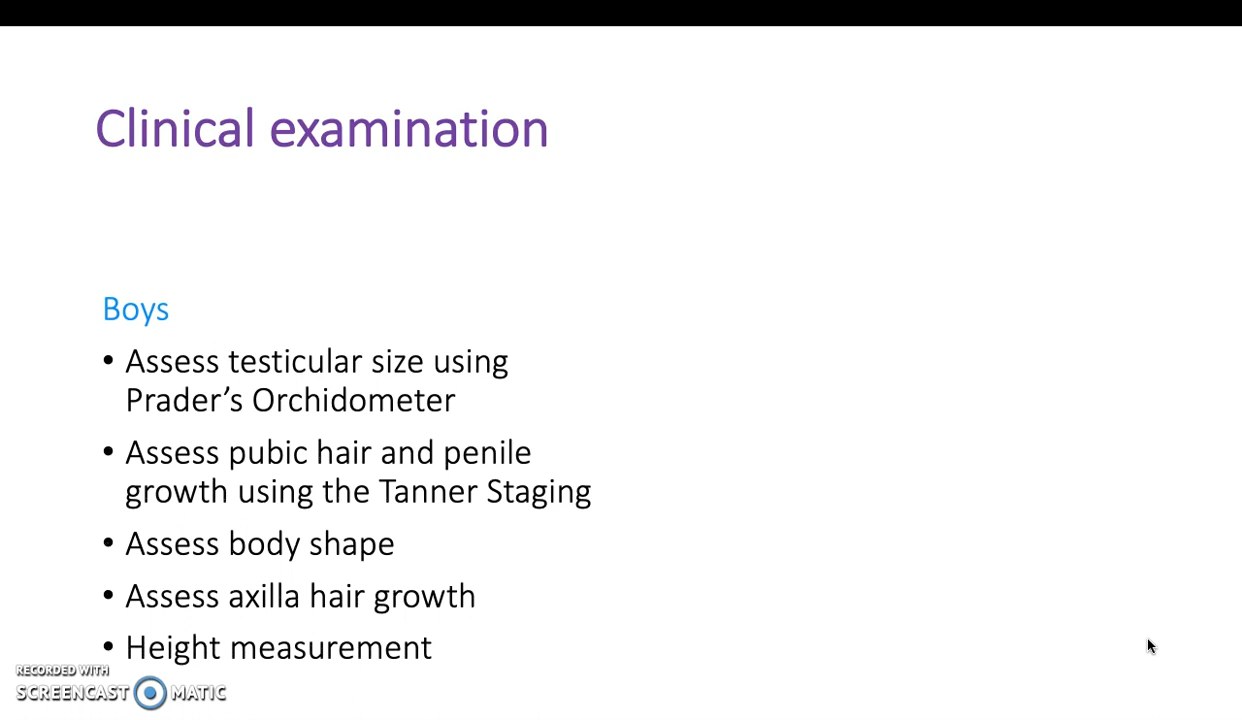 Clinical examination
Boys
• Assess testicular size using
Prader’s Orchidometer
• Assess pubic hair and penile
growth using the Tanner Staging
• Assess body shape
• Assess axilla hair growth
• Height measurement
RECORDED WITH
SCREENCAST MATIC